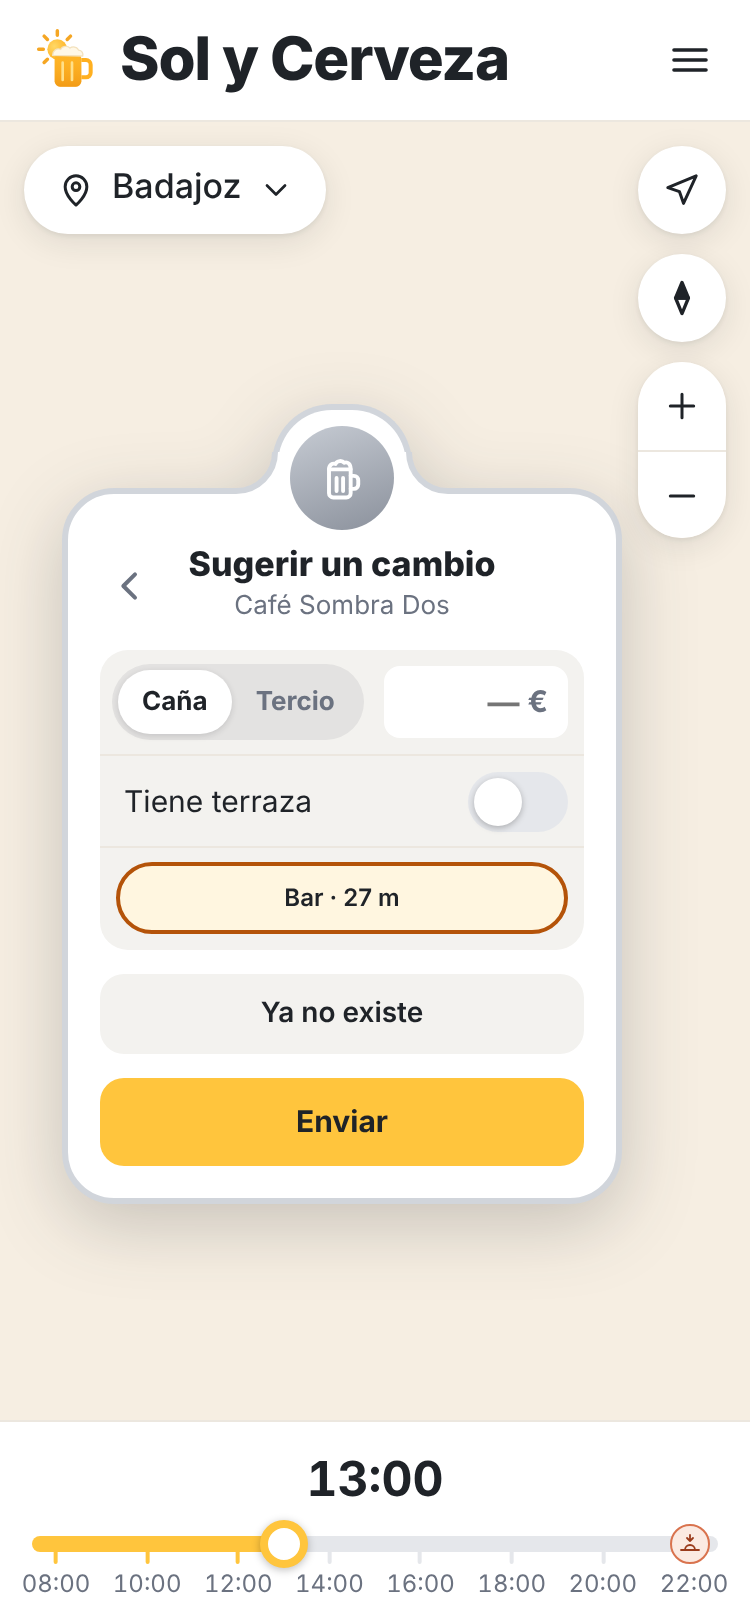 Sol y Cerveza
Badajoz
Sugerir un cambio
Café Sombra Dos
Caña Tercio — €
Tiene terraza
Bar · 27 m
Ya no existe
Enviar
13:00
08:00 10:00 12:00 14:00 16:00 18:00 20:00 22:00